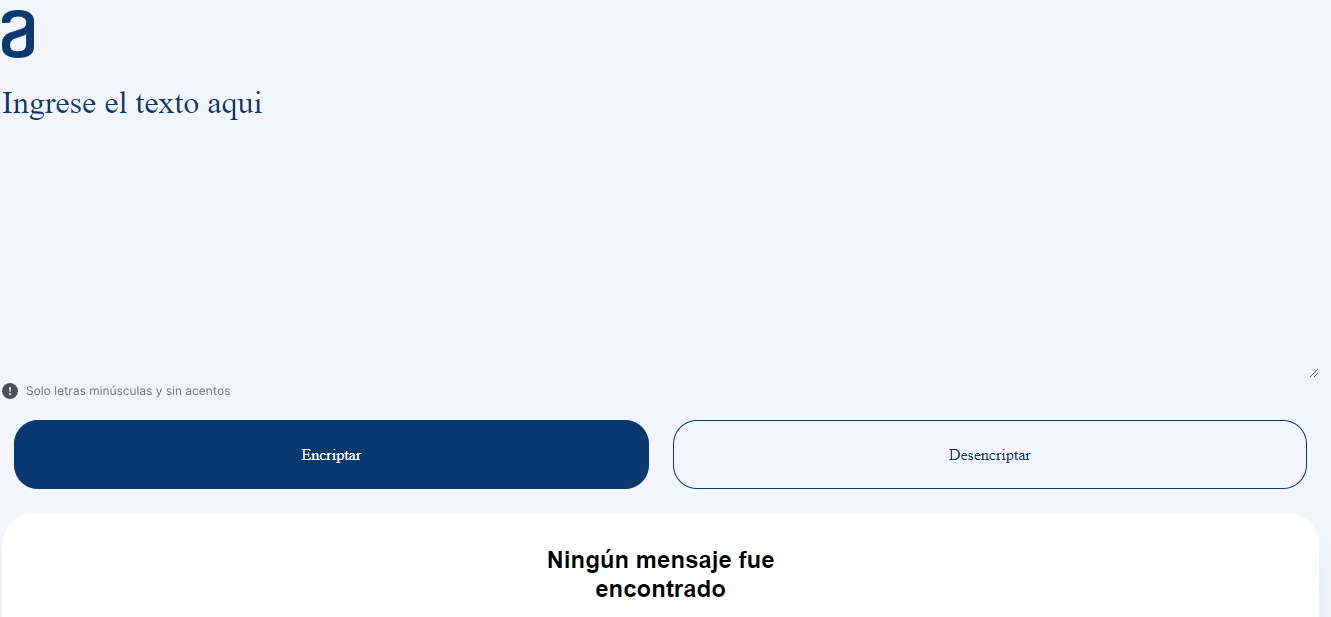 a
Ingrese el texto aqui
Solo letras minúsculas y sin acentos
Encriptar
Desencriptar
Ningún mensaje fue
encontrado